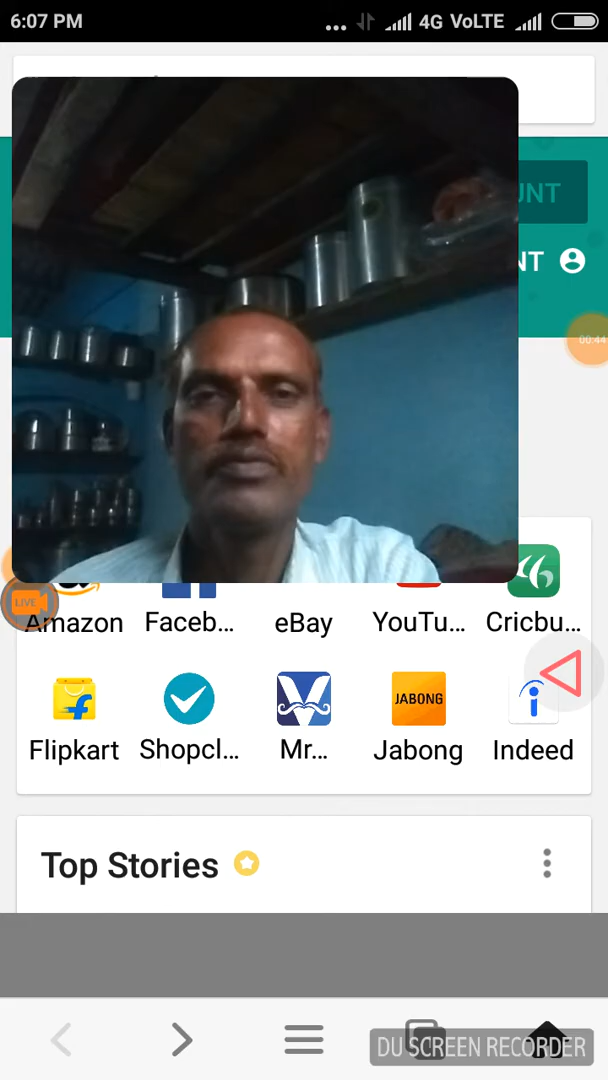 6:07 PM ... 4G VoLTE
UNT
NT
00:44
LIVE
Amazon Faceb... eBay YouTu... Cricbu...
JABONG
Flipkart Shopcl... Mr... Jabong Indeed
Top Stories
DU SCREEN RECORDER